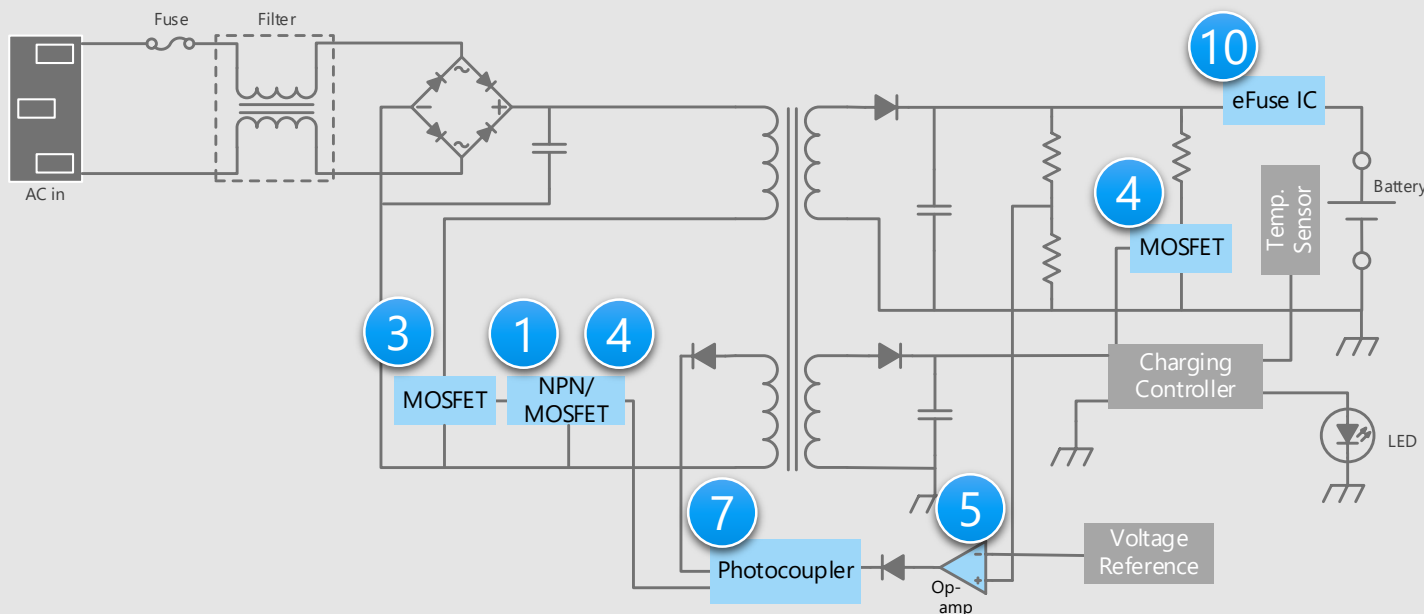 Fuse
Filter
10
eFuse IC
AC in
4
MOSFET
Temp.
Sensor
Battery
3
1
4
MOSFET
NPN/
MOSFET
Charging
Controller
LED
7
5
Photocoupler
Op-
amp
Voltage
Reference